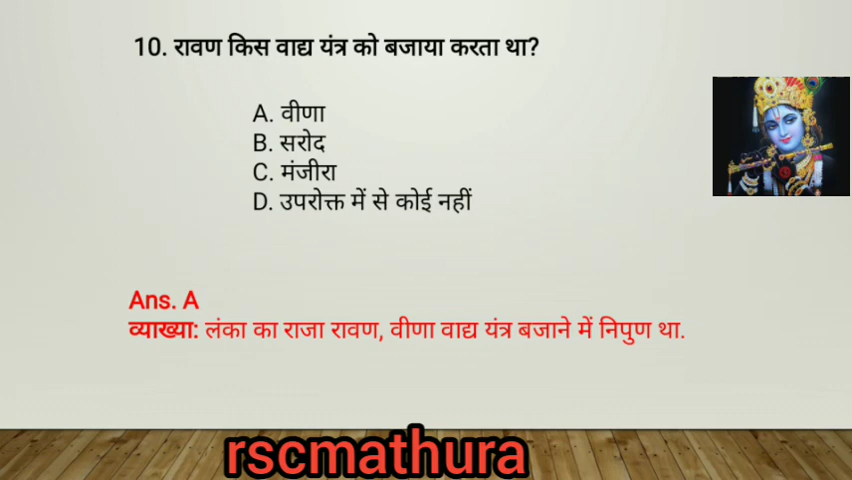 10. रावण किस वाद्य यंत्र को बजाया करता था?
A. वीणा
B. सरोद
C. मंजीरा
D. उपरोक्त में से कोई नहीं
Ans. A
व्याख्या: लंका का राजा रावण, वीणा वाद्य यंत्र बजाने में निपुण था.
rscmathura